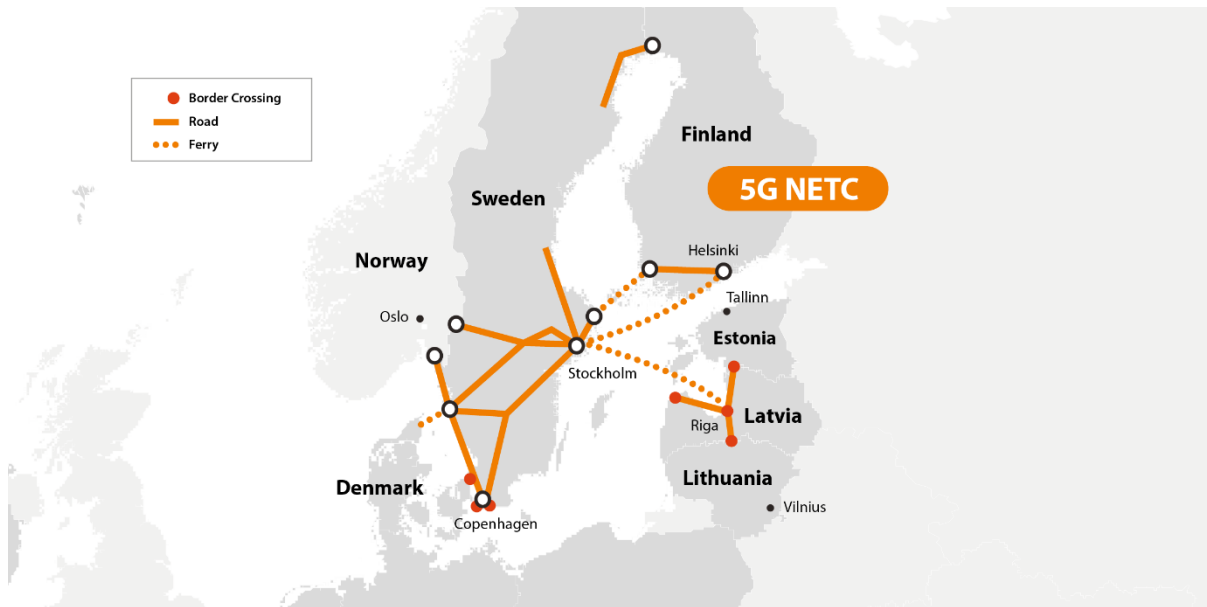 Border Crossing
Road
Ferry
Finland
5G NETC
Sweden
Norway
Helsinki
Oslo
Tallinn
Estonia
Stockholm
Latvia
Riga
Lithuania
Denmark
Vilnius
Copenhagen